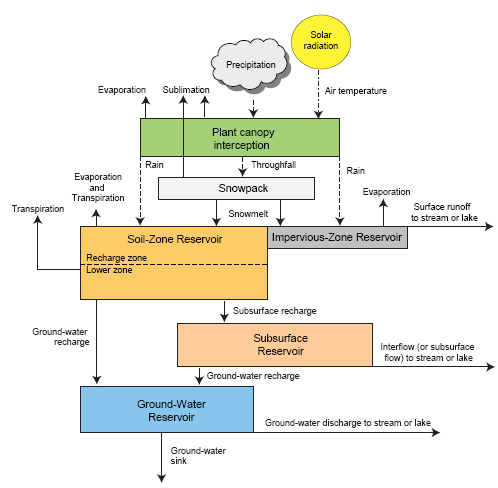 Solar
radiation
Precipitation
Evaporation
Sublimation
Air temperature
Plant canopy
interception
Rain
Throughfall
Rain
Evaporation
and
Transpiration
Snowpack
Evaporation
Transpiration
Snowmelt
Surface runoff
to stream or lake
Soil-Zone Reservoir
Impervious-Zone Reservoir
Recharge zone
Lower zone
Subsurface recharge
Ground-water
recharge
Subsurface
Reservoir
Interflow (or subsurface
flow) to stream or lake
Ground-water recharge
Ground-Water
Reservoir
Ground-water discharge to stream or lake
Ground-water
sink